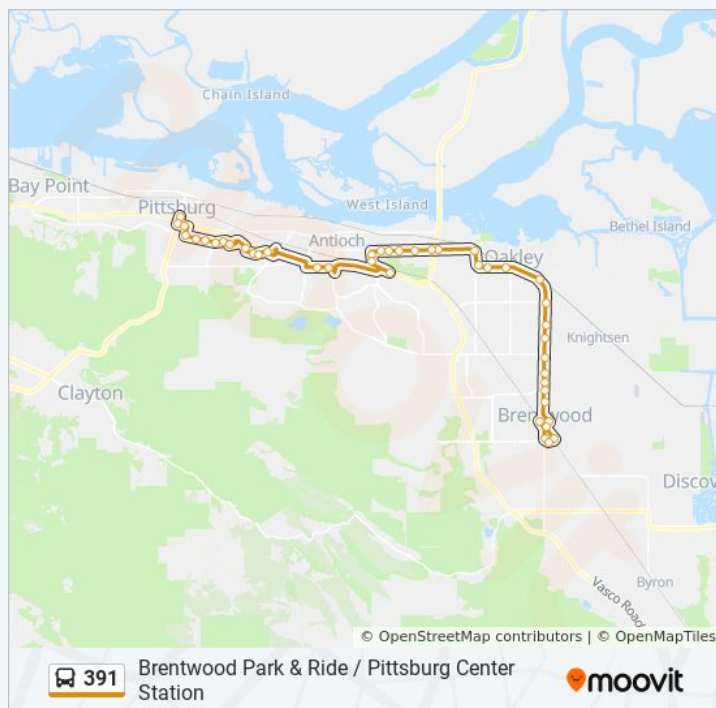 Chain Island
Bay Point
Pittsburg
West Island
Antioch
Bethel Island
Oakley
Knightsen
Clayton
Brentwood
Discov
Byron
Vasco Road
© OpenStreetMap contributors | © OpenMapTiles
391
Brentwood Park & Ride / Pittsburg Center
Station
moovit